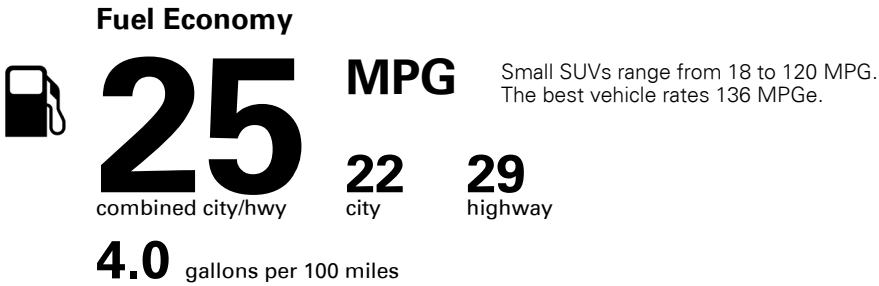 Fuel Economy
25 MPG
Small SUVs range from 18 to 120 MPG.
The best vehicle rates 136 MPGe.
22 29
combined city/hwy city highway
4.0 gallons per 100 miles